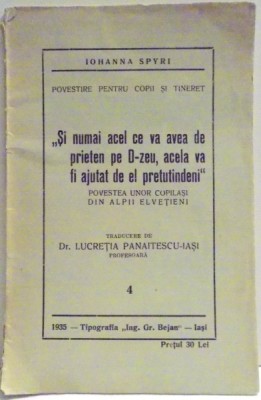 IOHANNA SPYRI
POVESTIRE PENTRU COPII ȘI TINERET
„Și numai acel ce va avea de
prieten pe D-zeu, acela va
fi ajutat de el pretutindeni“
POVESTEA UNOR COPILAȘI
DIN ALPII ELVEȚIENI
TRADUCERE DE
Dr. LUCREȚIA PANAITESCU-IAȘI
PROFESOARĂ
4
1935 — Tipografia „Ing. Gr. Bejan“ — Iași
Prețul 30 Lei